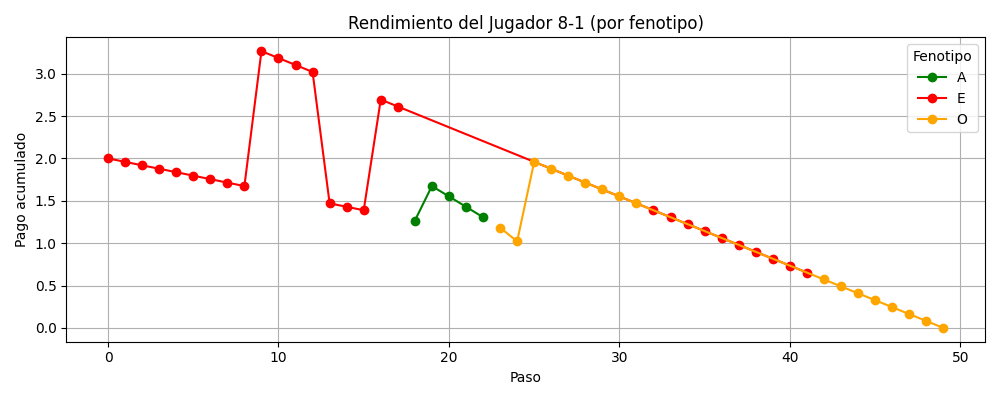 Rendimiento del Jugador 8-1 (por fenotipo)
Pago acumulado
3.0
2.5
2.0
1.5
1.0
0.5
0.0
Fenotipo
A
E
O
0
10
20
30
40
50
Paso